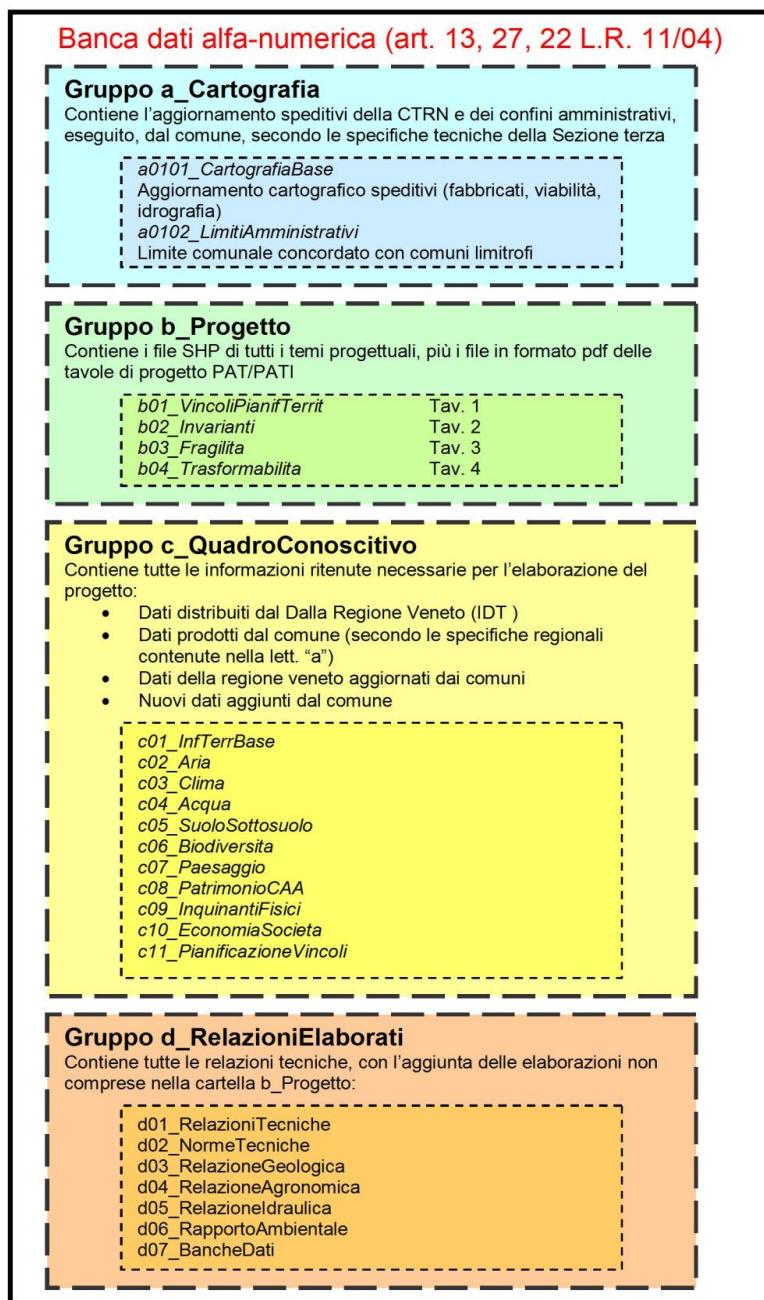 Banca dati alfa-numerica (art. 13, 27, 22 L.R. 11/04)
Gruppo a_Cartografia
Contiene l'aggiornamento speditivi della CTRN e dei confini amministrativi,
eseguito, dal comune, secondo le specifiche tecniche della Sezione terza
a0101_CartografiaBase
Aggiornamento cartografico speditivi (fabbricati, viabilità,
idrografia)
a0102_LimitiAmministrativi
Limite comunale concordato con comuni limitrofi
Gruppo b_Progetto
Contiene i file SHP di tutti i temi progettuali, più i file in formato pdf delle
tavole di progetto PAT/PATI
b01_VincoliPianifTerrit Tav. 1
b02_Invarianti Tav. 2
b03_Fragilita Tav. 3
b04_Trasformabilita Tav. 4
Gruppo c_QuadroConoscitivo
Contiene tutte le informazioni ritenute necessarie per l'elaborazione del
progetto:
• Dati distribuiti dal Dalla Regione Veneto (IDT )
• Dati prodotti dal comune (secondo le specifiche regionali
contenute nella lett. "a")
• Dati della regione veneto aggiornati dai comuni
• Nuovi dati aggiunti dal comune
c01_InfTerrBase
c02_Aria
c03_Clima
c04_Acqua
c05_SuoloSottosuolo
c06_Biodiversita
c07_Paesaggio
c08_PatrimonioCAA
c09_InquinantiFisici
c10_EconomiaSocieta
c11_PianificazioneVincoli
Gruppo d_RelazioniElaborati
Contiene tutte le relazioni tecniche, con l'aggiunta delle elaborazioni non
comprese nella cartella b_Progetto:
d01_RelazioniTecniche
d02_NormeTecniche
d03_RelazioneGeologica
d04_RelazioneAgronomica
d05_RelazioneIdraulica
d06_RapportoAmbientale
d07_BancheDati